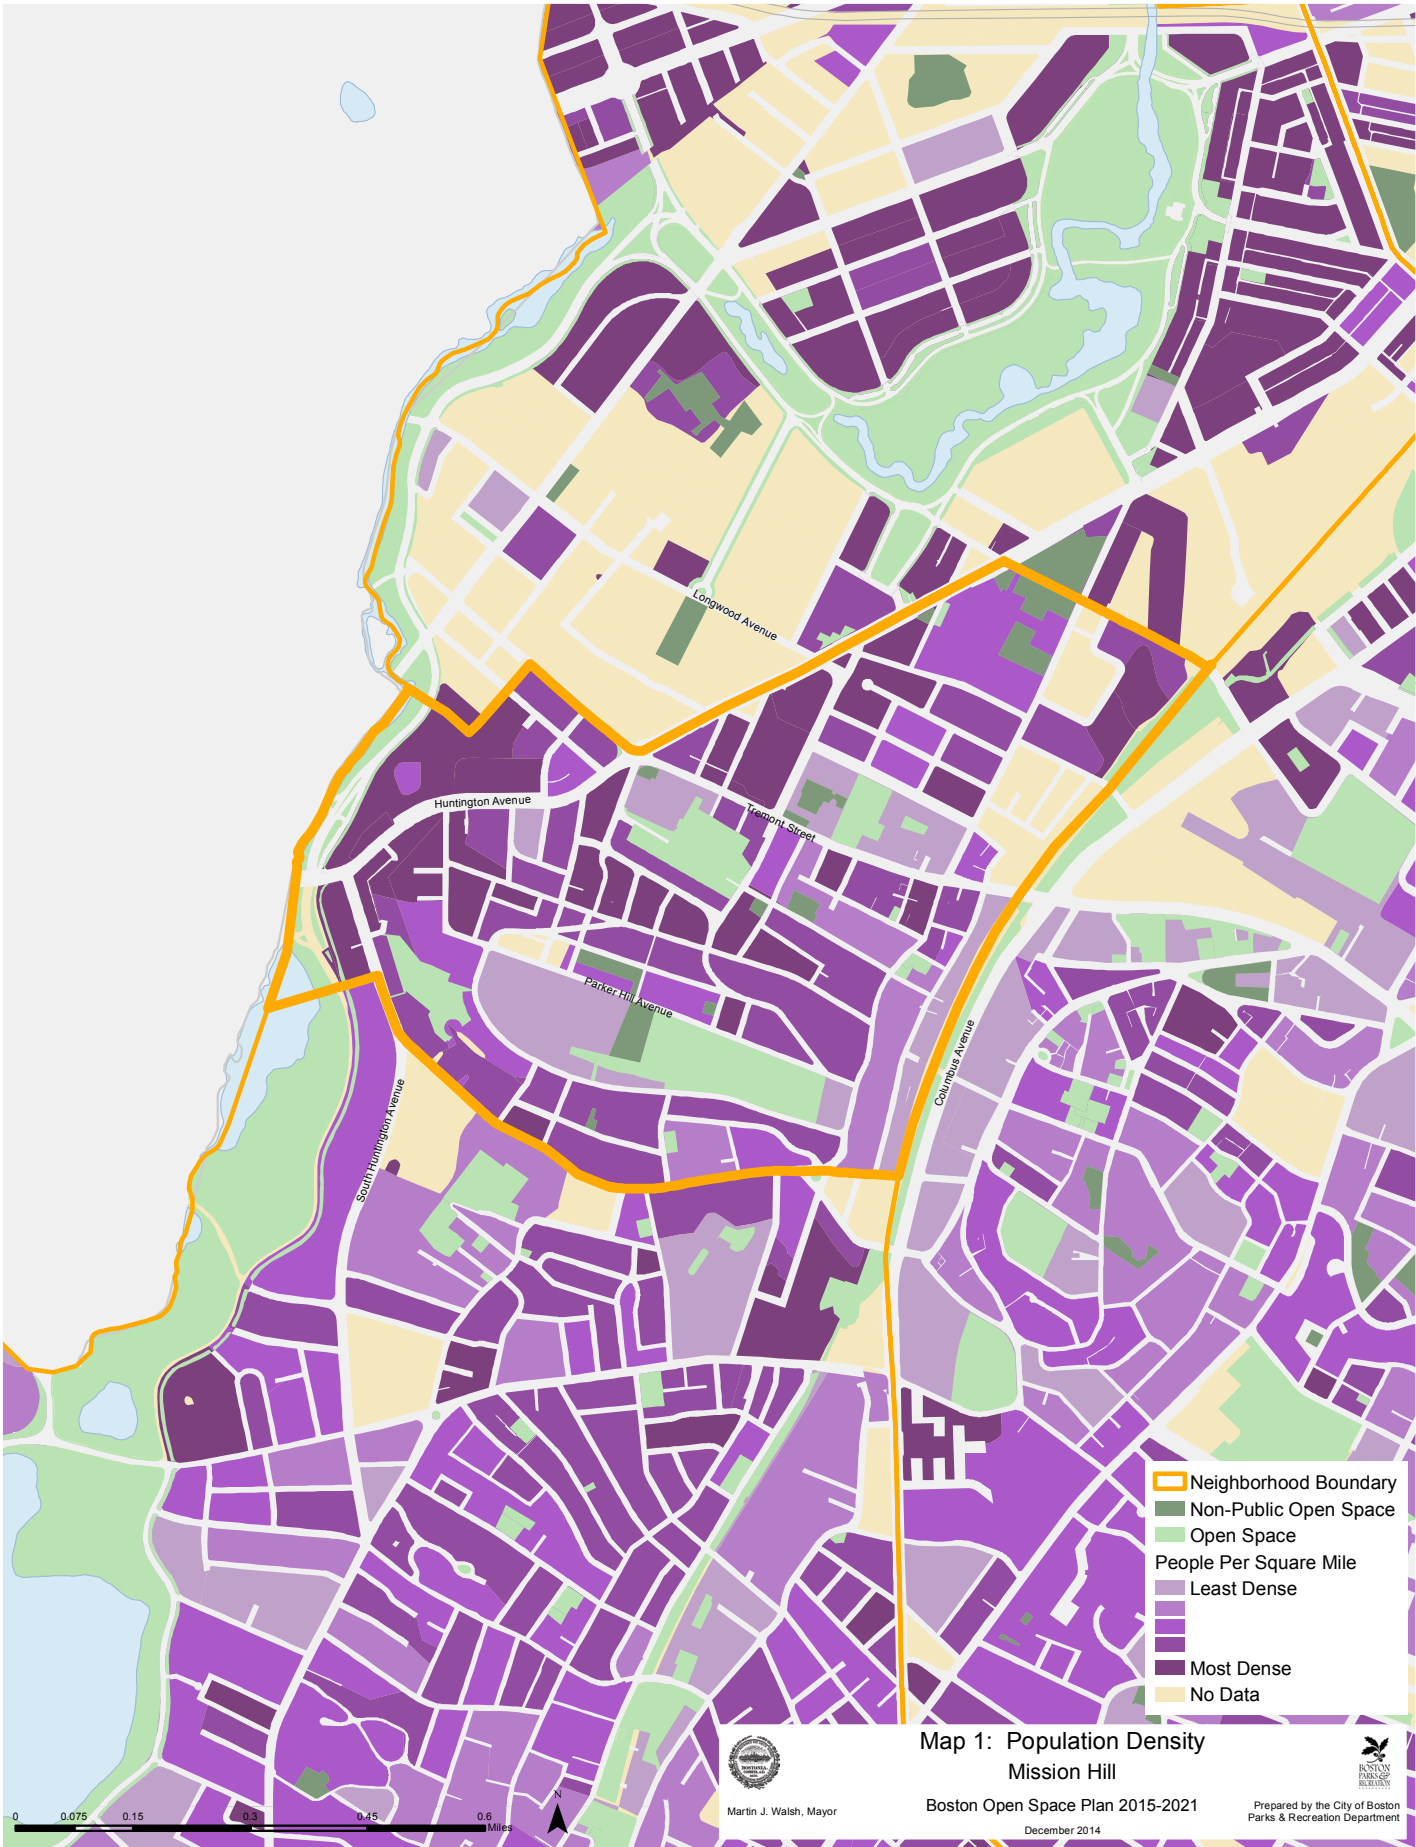 Longwood Avenue
Huntington Avenue
Tremont Street
Parker Hill Avenue
Columbus Avenue
South Huntington Avenue
Neighborhood Boundary
Non-Public Open Space
Open Space
People Per Square Mile
Least Dense
Most Dense
No Data
Map 1: Population Density
Mission Hill
Boston Open Space Plan 2015-2021
December 2014
Martin J. Walsh, Mayor
BOSTON
PARKS &
RECREATION
Prepared by the City of Boston
Parks & Recreation Department
0 0.075 0.15 0.3 0.45 0.6
Miles
N